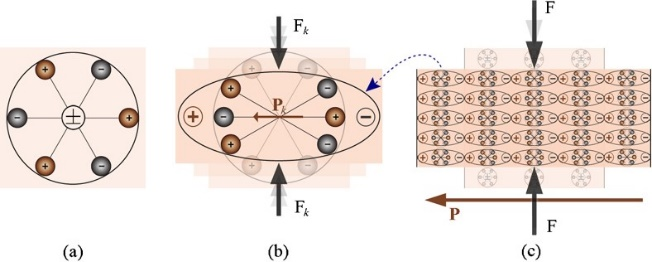 F_k
F
+ -
- ± +
+ -
+ -
+ - P_k + -
+ -
F_k
P
F
(a) (b) (c)